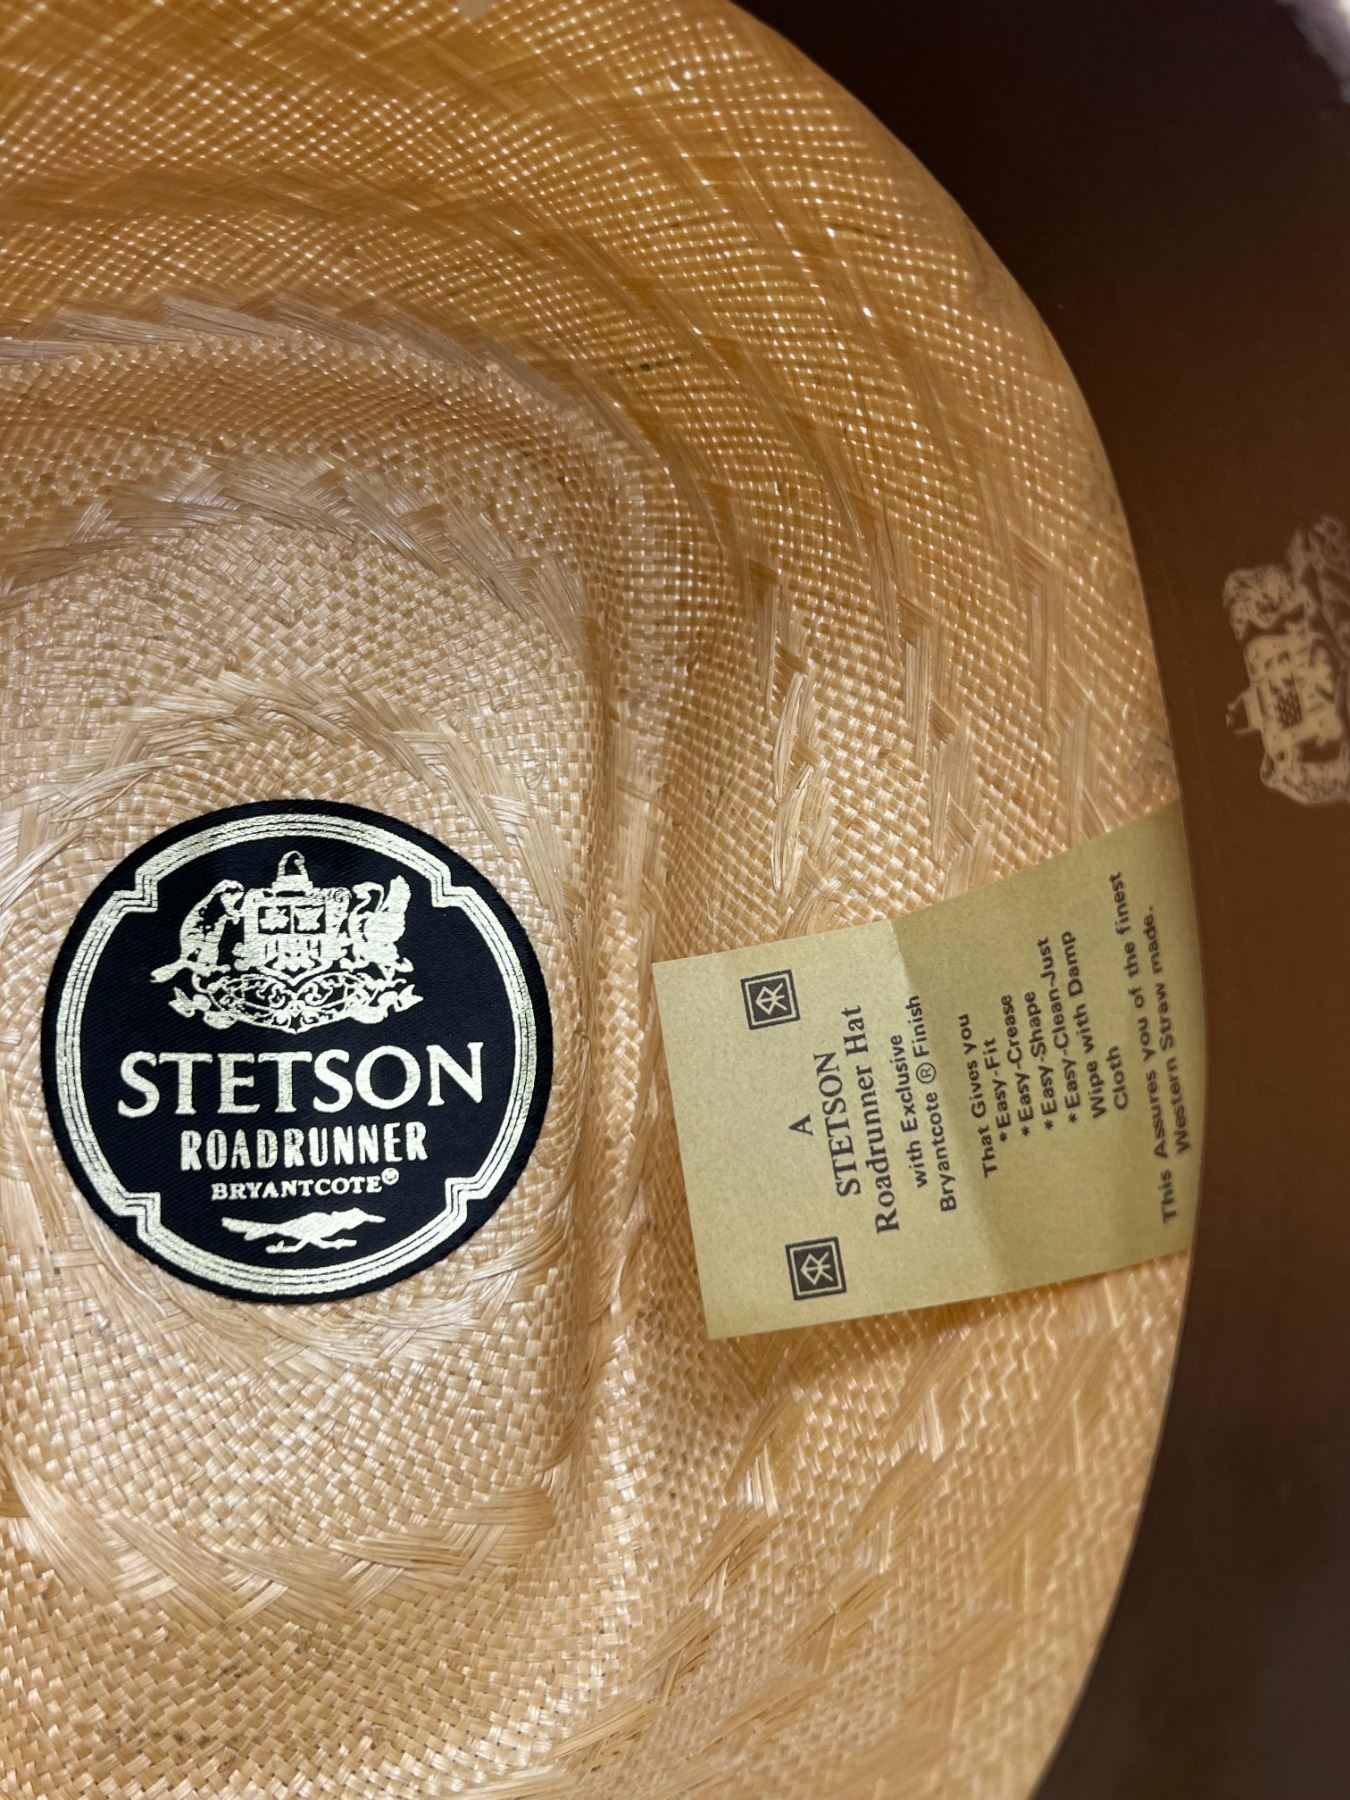 STETSON
ROADRUNNER
BRYANTCOTE®
A
STETSON
Roadrunner Hat
with Exclusive
Bryantcote ® Finish
That Gives you
*Easy-Fit
*Easy-Crease
*Easy-Shape
*Easy-Clean-Just
Wipe with Damp
Cloth
This Assures you of the finest
Western Straw made.